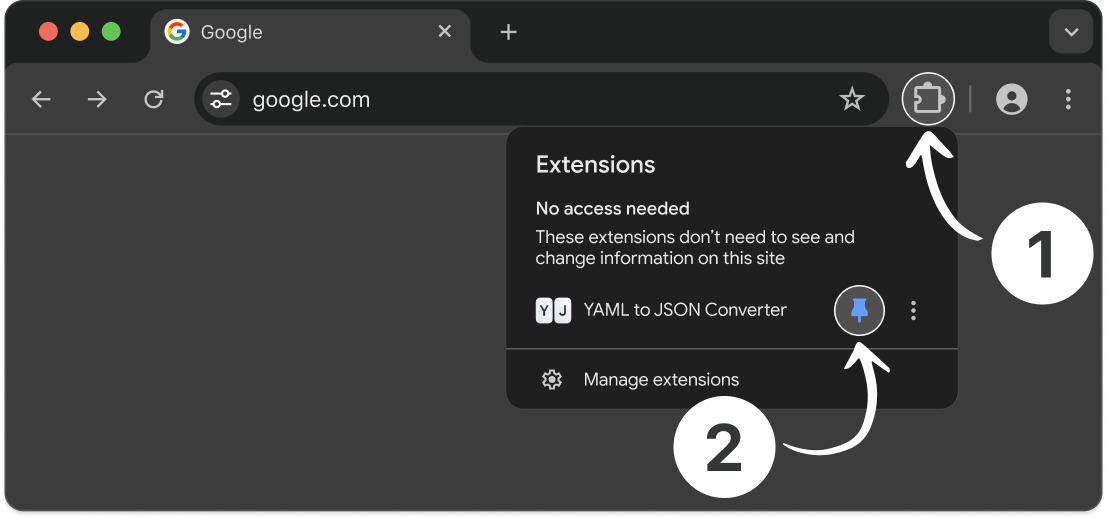 Google
google.com
Extensions
No access needed
These extensions don’t need to see and
change information on this site
Y J YAML to JSON Converter
Manage extensions
1
2